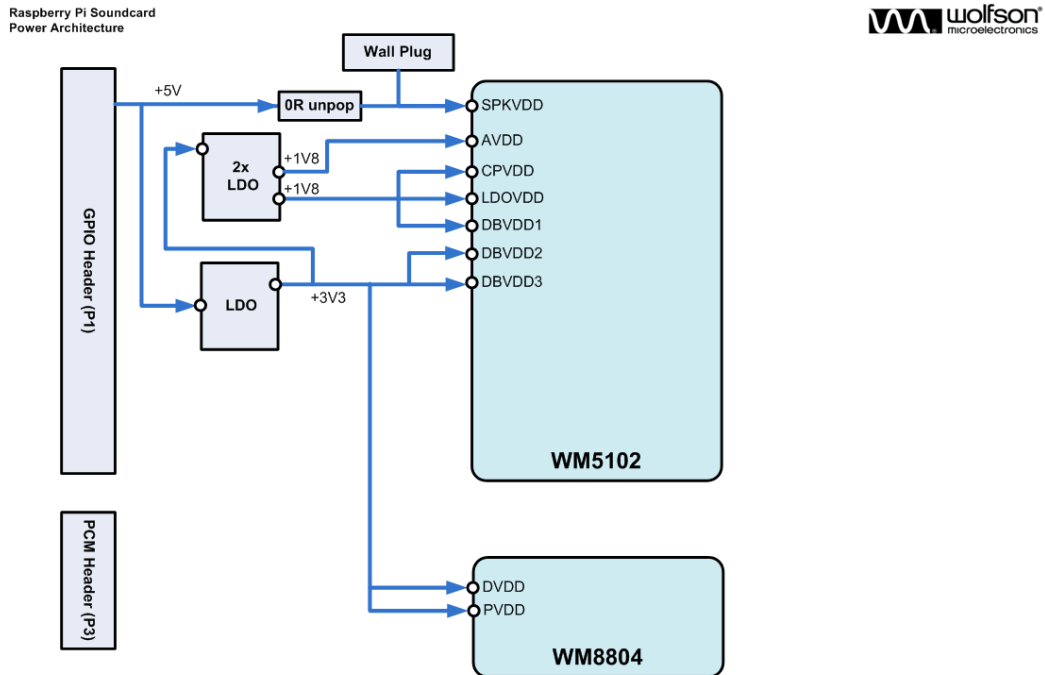 Raspberry Pi Soundcard
Power Architecture
wolfson®
microelectronics
Wall Plug
+5V
0R unpop
SPKVDD
AVDD
2x
LDO
+1V8
+1V8
CPVDD
LDOVDD
DBVDD1
DBVDD2
DBVDD3
GPIO Header (P1)
LDO
+3V3
WM5102
PCM Header (P3)
DVDD
PVDD
WM8804